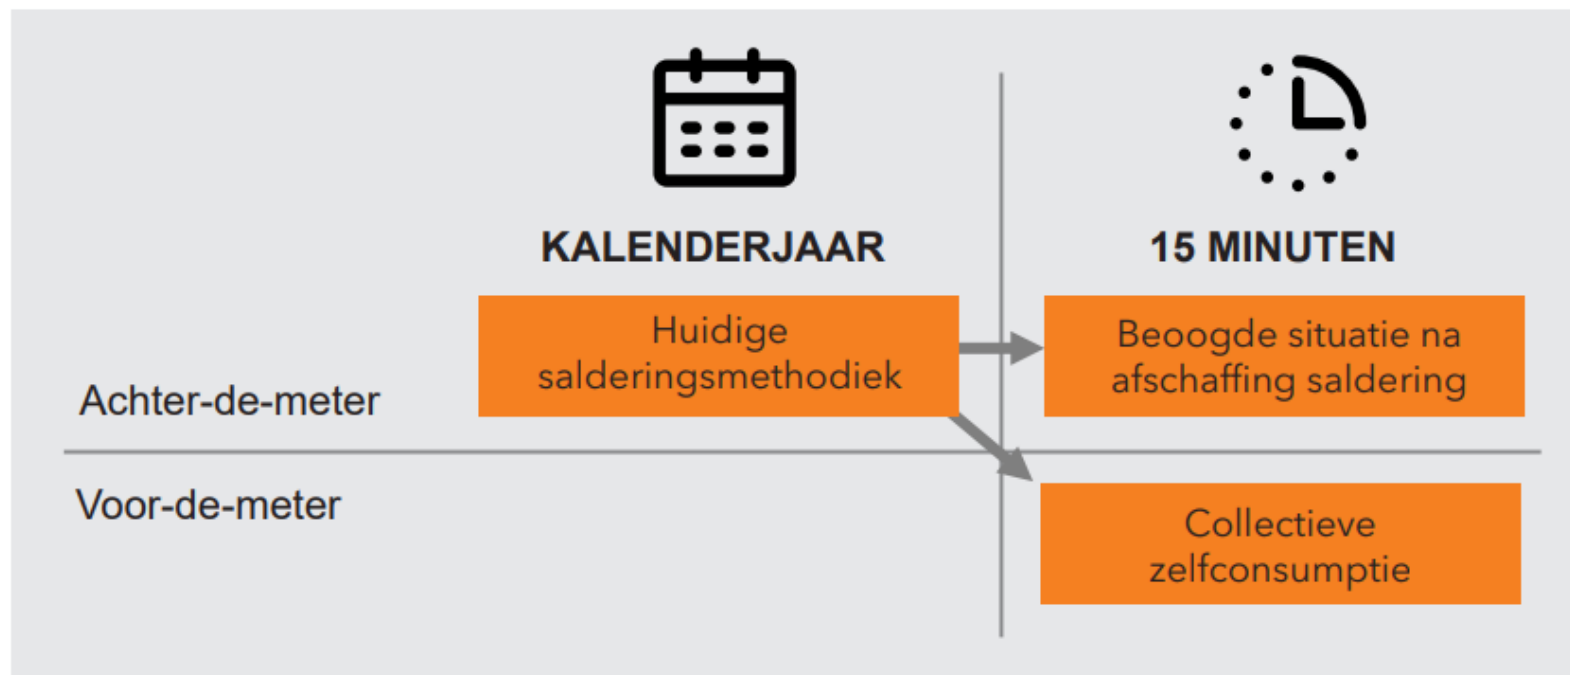 KALENDERJAAR
15 MINUTEN
Achter-de-meter
Huidige
salderingsmethodiek
Beoogde situatie na
afschaffing saldering
Voor-de-meter
Collectieve
zelfconsumptie